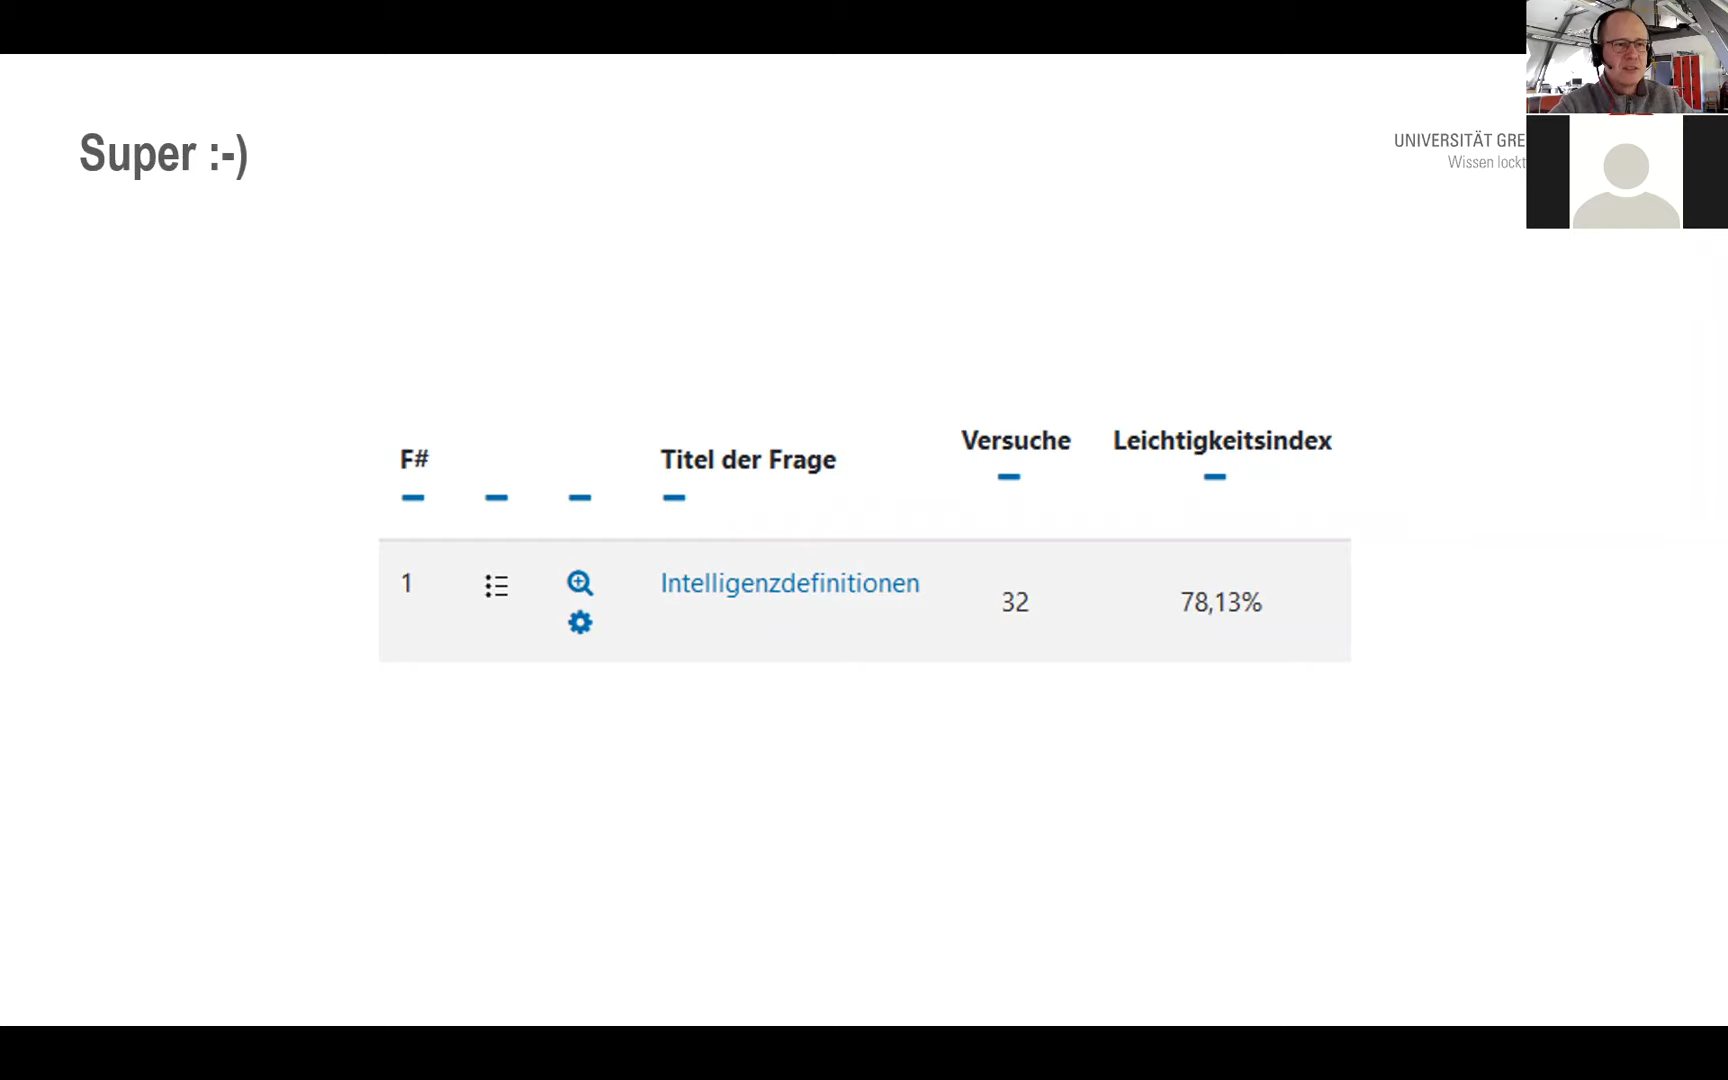 Super :-)
UNIVERSITÄT GRE
Wissen lockt
F#
Titel der Frage
Versuche
Leichtigkeitsindex
1
Intelligenzdefinitionen
32
78,13%